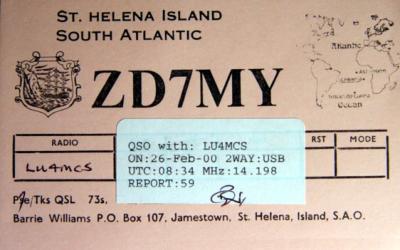 ST. HELENA ISLAND
SOUTH ATLANTIC
Atlantic
Ocean
ZD7MY
RADIO
RST
MODE
LU4MCS
QSO with: LU4MCS
ON:26-Feb-00 2WAY:USB
UTC:08:34 MHz:14.198
REPORT:59
Pse/Tks QSL 73s,
Barrie Williams P.O. Box 107, Jamestown, St. Helena, Island, S.A.O.